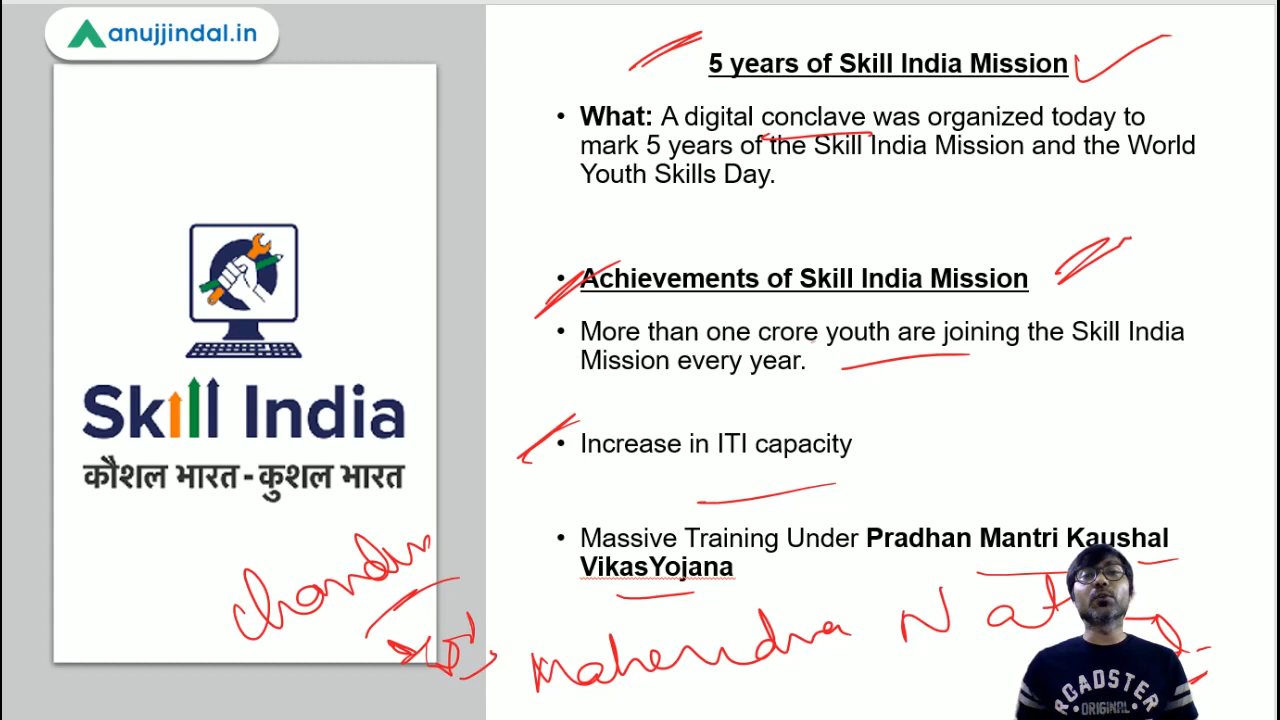 anujjindal.in
5 years of Skill India Mission
• What: A digital conclave was organized today to
mark 5 years of the Skill India Mission and the World
Youth Skills Day.
• Achievements of Skill India Mission
• More than one crore youth are joining the Skill India
Mission every year.
• Increase in ITI capacity
• Massive Training Under Pradhan Mantri Kaushal
VikasYojana
Skill India
कौशल भारत - कुशल भारत
Mahendra Nat
ROADSTER
• ORIGINAL •